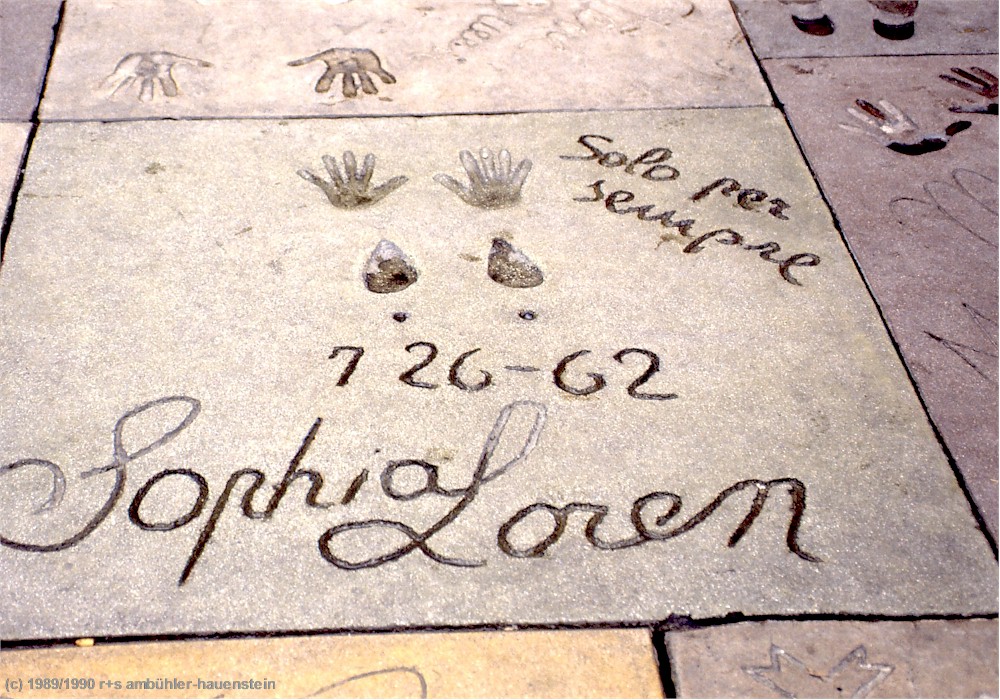 Solo per
sempre
7 26-62
Sophia Loren
(c) 1989/1990 r+s ambühler-hauenstein